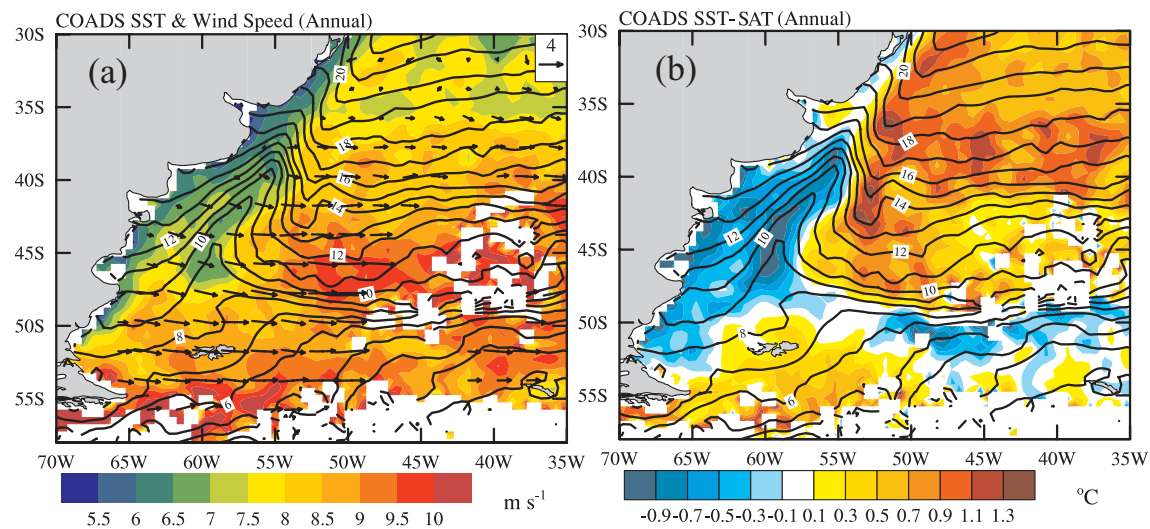 COADS SST & Wind Speed (Annual)
COADS SST-SAT (Annual)
30S
35S
40S
45S
50S
55S
(a)
4
20
18
16
14
12
10
12
10
8
6
70W 65W 60W 55W 50W 45W 40W 35W
5.5 6 6.5 7 7.5 8 8.5 9 9.5 10
m s⁻¹
30S
35S
40S
45S
50S
55S
(b)
20
18
16
14
12
10
12
10
8
6
70W 65W 60W 55W 50W 45W 40W 35W
-0.9 -0.7 -0.5 -0.3 -0.1 0.1 0.3 0.5 0.7 0.9 1.1 1.3
°C